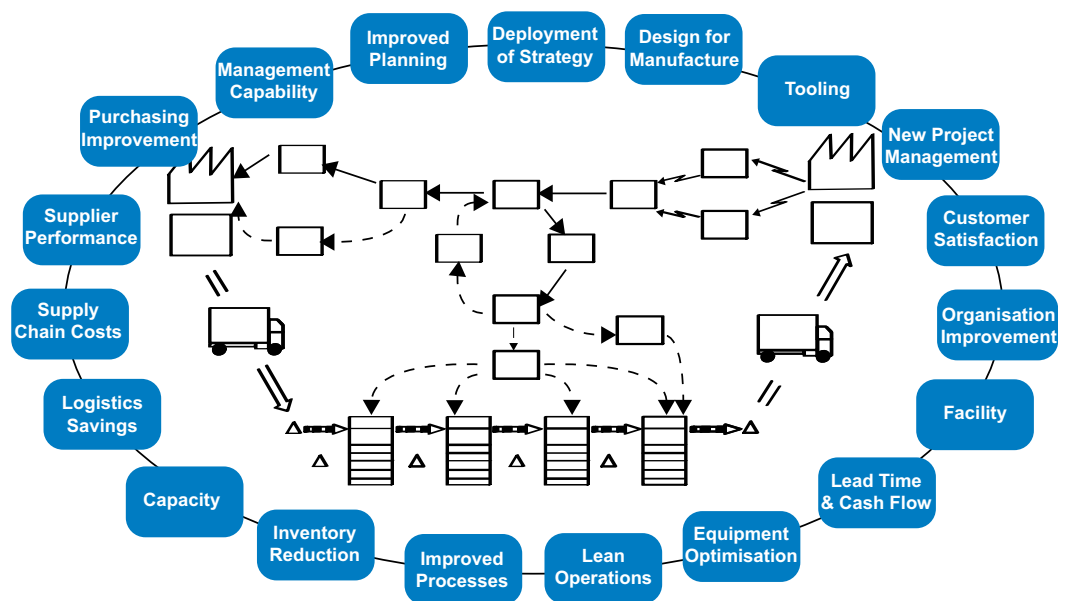 Deployment
of Strategy
Design for
Manufacture
Tooling
New Project
Management
Customer
Satisfaction
Organisation
Improvement
Facility
Lead Time
& Cash Flow
Equipment
Optimisation
Lean
Operations
Improved
Processes
Inventory
Reduction
Capacity
Logistics
Savings
Supply
Chain Costs
Supplier
Performance
Purchasing
Improvement
Management
Capability
Improved
Planning